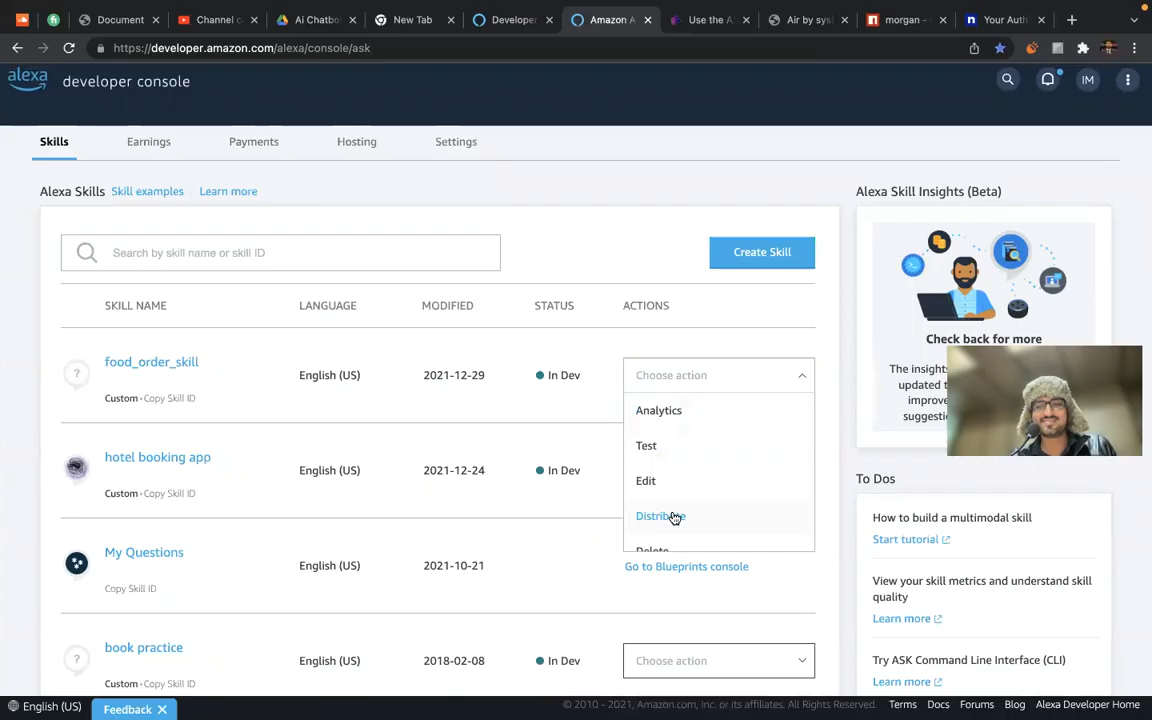 Document
Channel c
Ai Chatbo
New Tab
Develope
Amazon A
Use the A
Air by sys
morgan -
Your Auth
https://developer.amazon.com/alexa/console/ask
alexa developer console
IM
Skills Earnings Payments Hosting Settings
Alexa Skills Skill examples Learn more
Search by skill name or skill ID
Create Skill
SKILL NAME LANGUAGE MODIFIED STATUS ACTIONS
food_order_skill
Custom • Copy Skill ID
English (US) 2021-12-29 In Dev
Choose action
Analytics
Test
Edit
Delete
hotel booking app
Custom • Copy Skill ID
English (US) 2021-12-24 In Dev
My Questions
Copy Skill ID
English (US) 2021-10-21
Go to Blueprints console
book practice
Custom • Copy Skill ID
English (US) 2018-02-08 In Dev
Choose action
Alexa Skill Insights (Beta)
Check back for more
The insights
updated t
improve
suggestio
To Dos
How to build a multimodal skill
Start tutorial
View your skill metrics and understand skill
quality
Learn more
Try ASK Command Line Interface (CLI)
Learn more
English (US)
Feedback
© 2010 - 2021, Amazon.com, Inc. or its affiliates. All Rights Reserved.
Terms Docs Forums Blog Alexa Developer Home